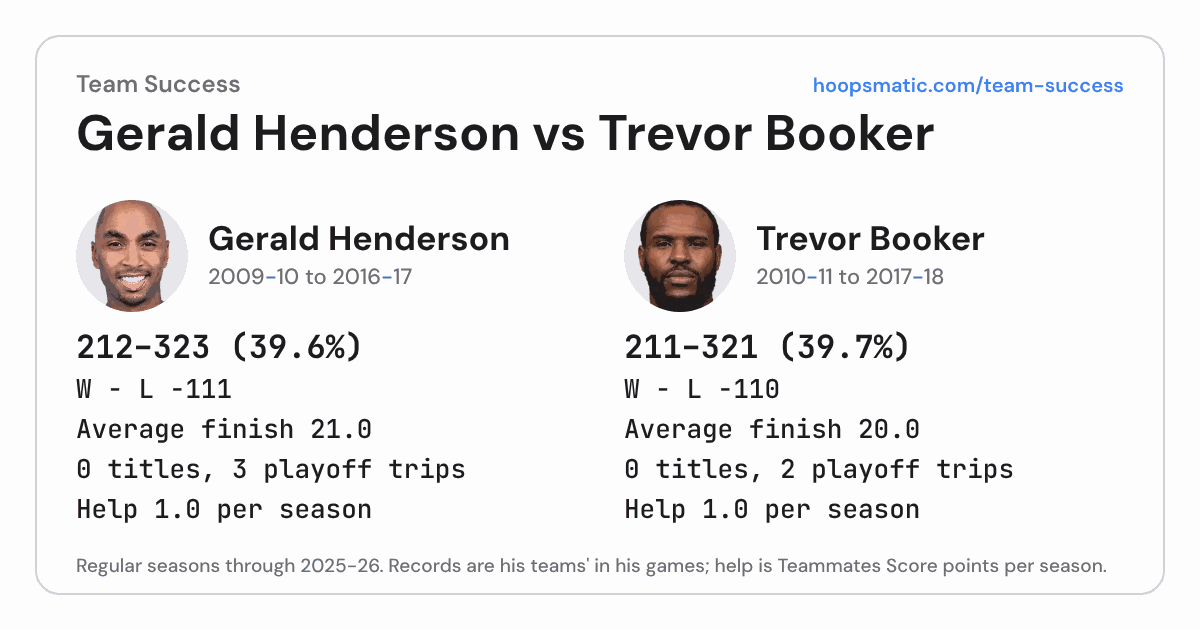 Team Success
hoopsmatic.com/team-success
Gerald Henderson vs Trevor Booker
Gerald Henderson
2009-10 to 2016-17
212-323 (39.6%)
W - L -111
Average finish 21.0
0 titles, 3 playoff trips
Help 1.0 per season
Trevor Booker
2010-11 to 2017-18
211-321 (39.7%)
W - L -110
Average finish 20.0
0 titles, 2 playoff trips
Help 1.0 per season
Regular seasons through 2025-26. Records are his teams' in his games; help is Teammates Score points per season.